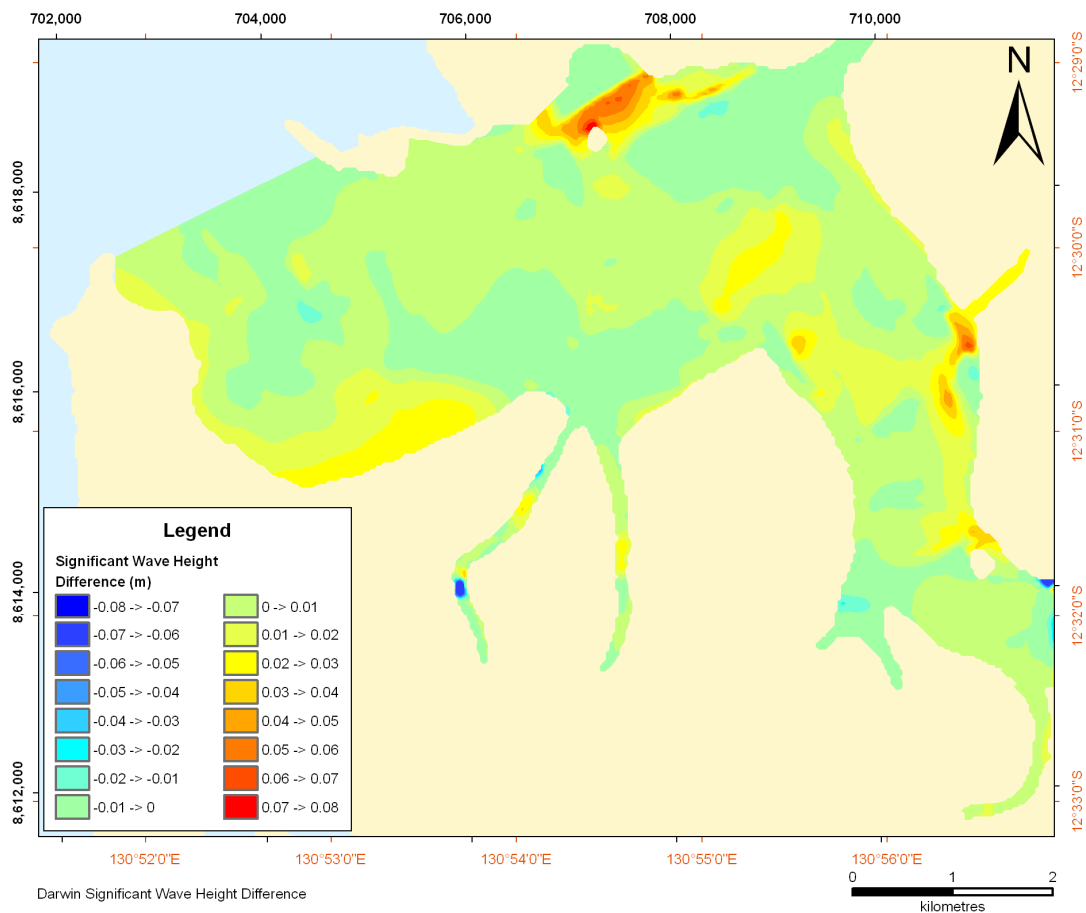 702,000 704,000 706,000 708,000 710,000
12°29'0"S
N
8,618,000
12°30'0"S
8,616,000
12°31'0"S
Legend
Significant Wave Height
Difference (m)
-0.08 -> -0.07 0 -> 0.01
-0.07 -> -0.06 0.01 -> 0.02
-0.06 -> -0.05 0.02 -> 0.03
-0.05 -> -0.04 0.03 -> 0.04
-0.04 -> -0.03 0.04 -> 0.05
-0.03 -> -0.02 0.05 -> 0.06
-0.02 -> -0.01 0.06 -> 0.07
-0.01 -> 0 0.07 -> 0.08
8,614,000
12°32'0"S
8,612,000
12°33'0"S
130°52'0"E 130°53'0"E 130°54'0"E 130°55'0"E 130°56'0"E
0 1 2
kilometres
Darwin Significant Wave Height Difference